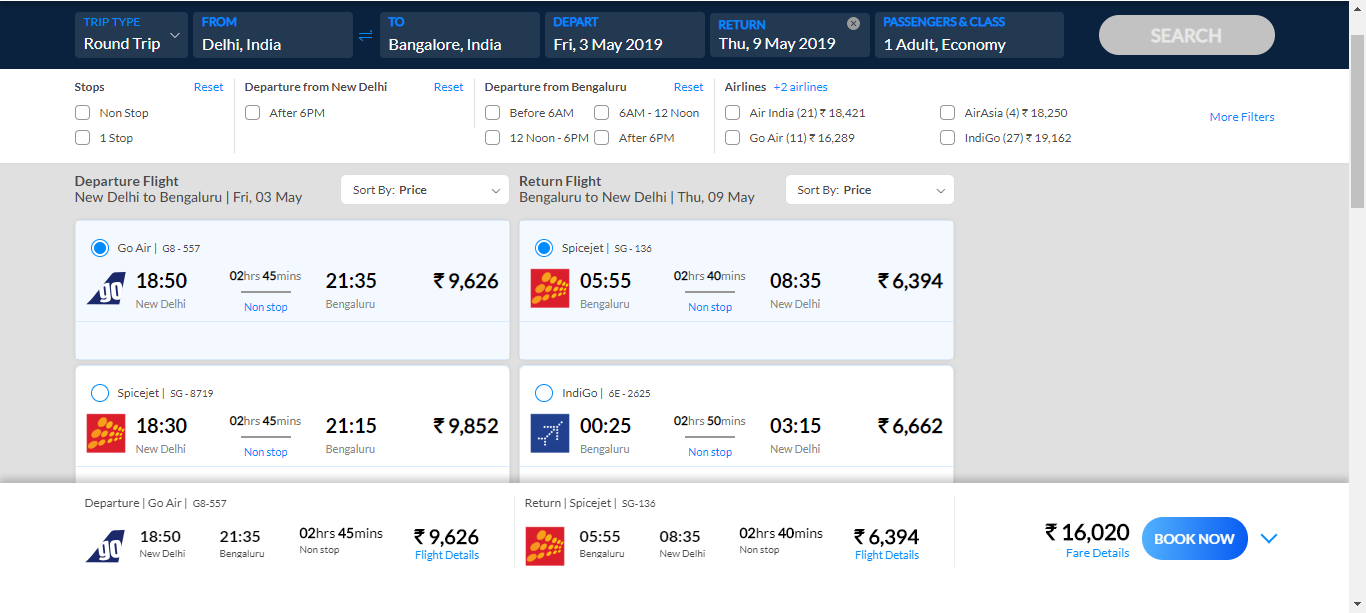 TRIP TYPE
Round Trip
FROM
Delhi, India
TO
Bangalore, India
DEPART
Fri, 3 May 2019
RETURN
Thu, 9 May 2019
PASSENGERS & CLASS
1 Adult, Economy
SEARCH
Stops Reset
Non Stop
1 Stop
Departure from New Delhi Reset
After 6PM
Departure from Bengaluru Reset
Before 6AM 6AM - 12 Noon
12 Noon - 6PM After 6PM
Airlines +2 airlines
Air India (21) ₹ 18,421 AirAsia (4) ₹ 18,250
Go Air (11) ₹ 16,289 IndiGo (27) ₹ 19,162
More Filters
Departure Flight
New Delhi to Bengaluru | Fri, 03 May
Sort By: Price
Return Flight
Bengaluru to New Delhi | Thu, 09 May
Sort By: Price
Go Air | G8 - 557
go 18:50 02hrs 45mins 21:35 ₹ 9,626
New Delhi Non stop Bengaluru
Spicejet | SG - 136
05:55 02hrs 40mins 08:35 ₹ 6,394
Bengaluru Non stop New Delhi
Spicejet | SG - 8719
18:30 02hrs 45mins 21:15 ₹ 9,852
New Delhi Non stop Bengaluru
IndiGo | 6E - 2625
00:25 02hrs 50mins 03:15 ₹ 6,662
Bengaluru Non stop New Delhi
Departure | Go Air | G8-557
go 18:50 21:35 02hrs 45mins ₹ 9,626
New Delhi Bengaluru Non stop Flight Details
Return | Spicejet | SG-136
05:55 08:35 02hrs 40mins ₹ 6,394
Bengaluru New Delhi Non stop Flight Details
₹ 16,020
Fare Details
BOOK NOW